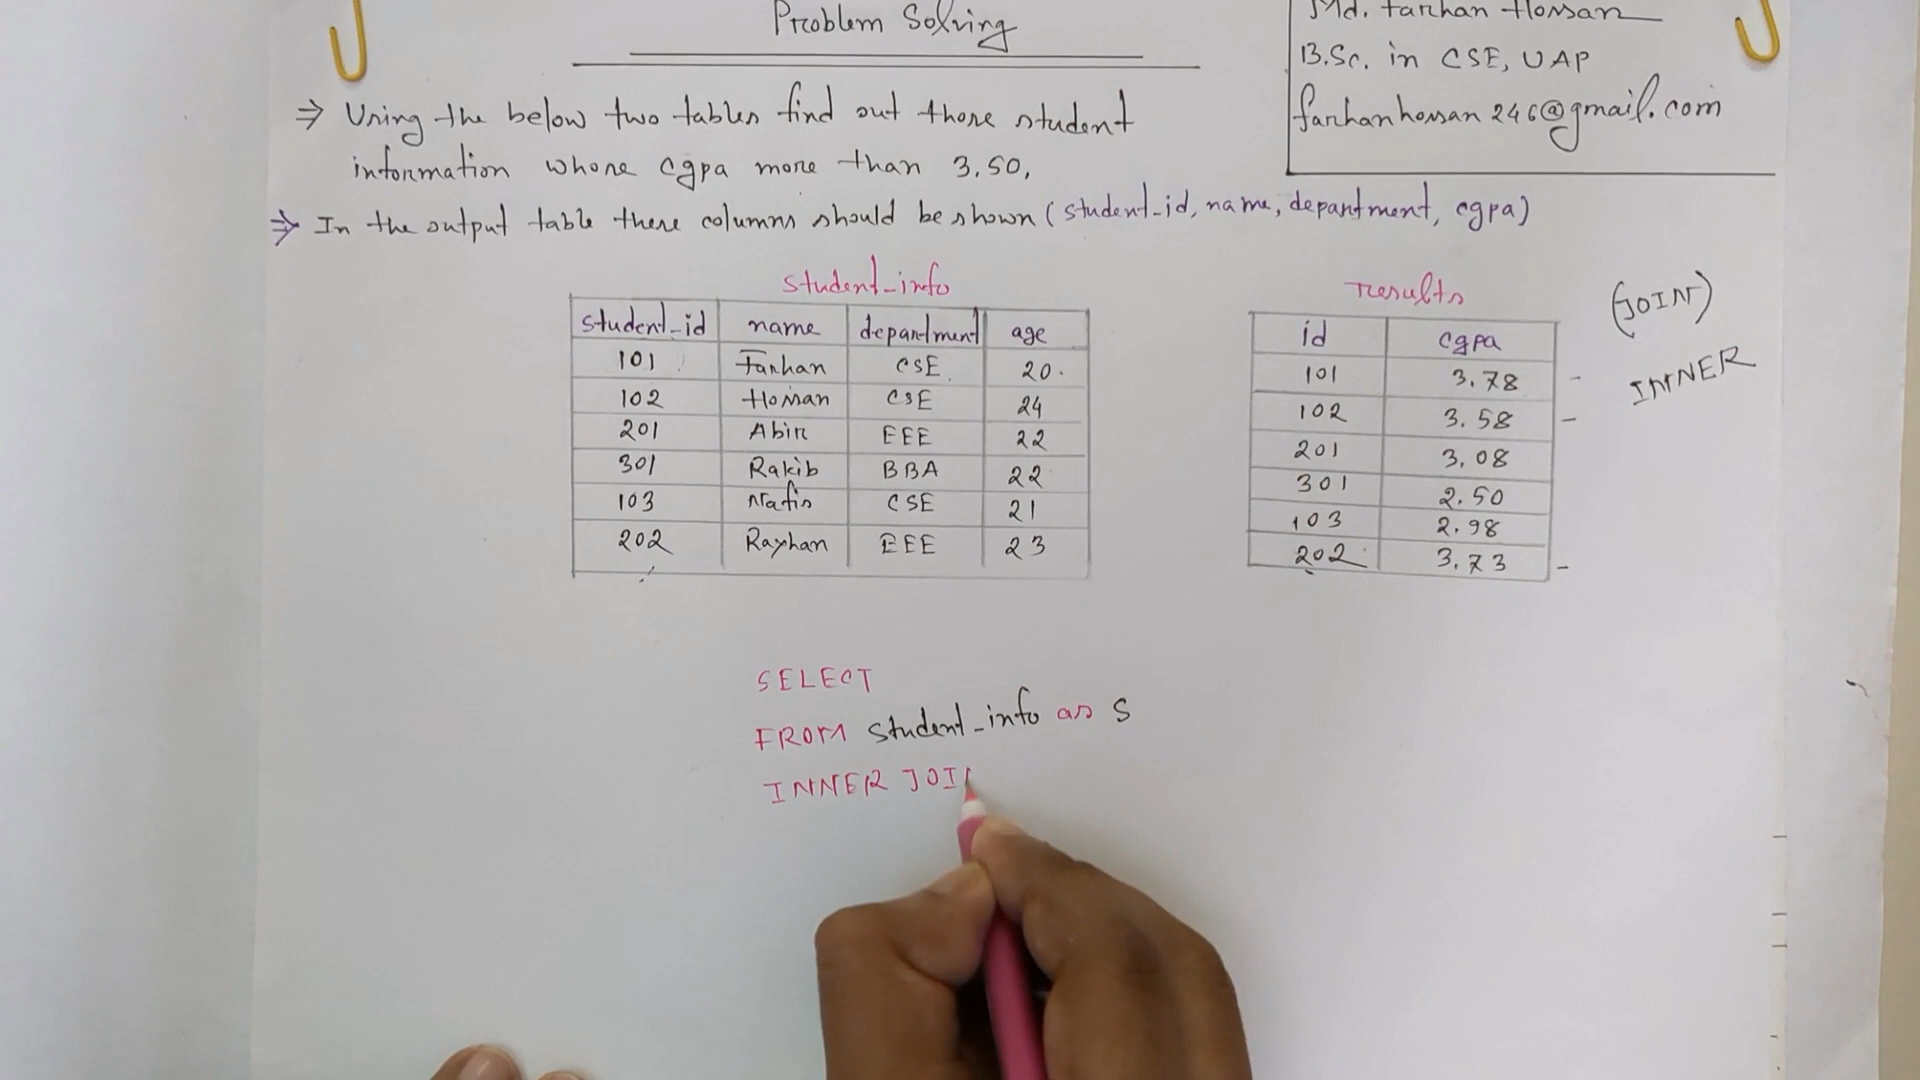 Problem Solving
Md. Farhan Hossan
B.Sc. in CSE, UAP
farhanhossan246@gmail.com
⇒ Using the below two tables find out those student
information whose cgpa more than 3.50,
⇒ In the output table these columns should be shown (student_id, name, department, cgpa)
student_info
student_id name department age
101 Farhan CSE 20
102 Hossan CSE 24
201 Abir EEE 22
301 Rakib BBA 22
103 Nafis CSE 21
202 Rayhan EEE 23
results
id cgpa
101 3.78
102 3.58
201 3.08
301 2.50
103 2.98
202 3.73
(JOIN)
INNER
SELECT
FROM student_info as S
INNER JOIN